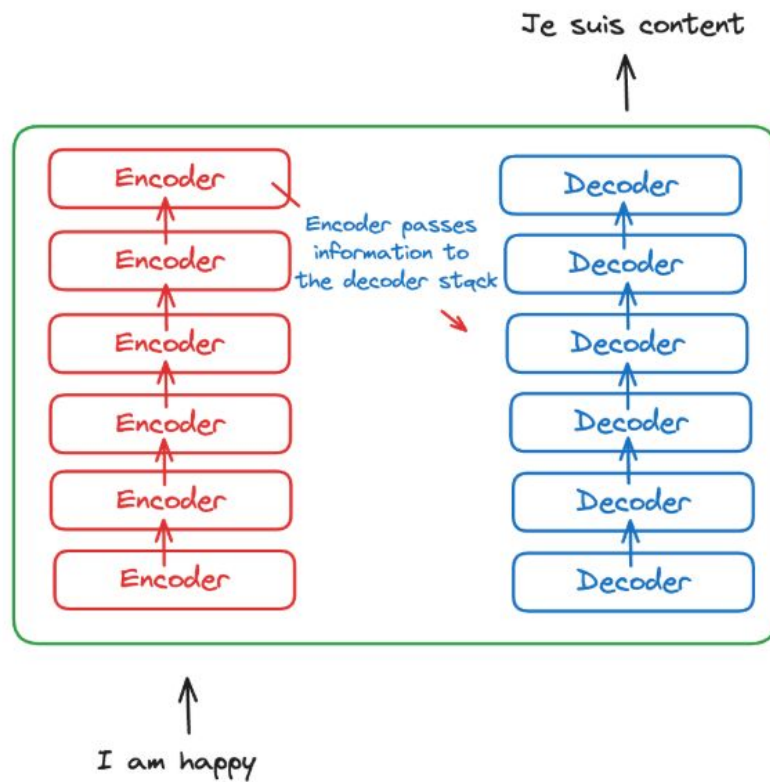 Je suis content
Encoder
Decoder
Encoder passes
information to
the decoder stack
Encoder
Decoder
Encoder
Decoder
Encoder
Decoder
Encoder
Decoder
Encoder
Decoder
I am happy